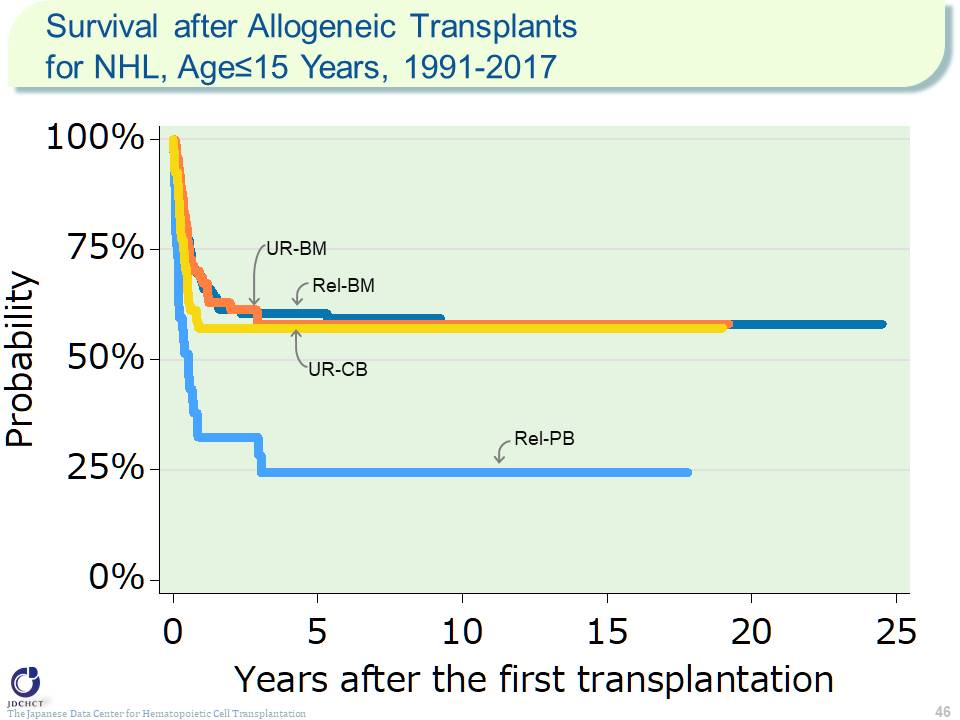 Survival after Allogeneic Transplants
for NHL, Age≤15 Years, 1991-2017
100%
75%
50%
25%
0%
Probability
UR-BM
Rel-BM
UR-CB
Rel-PB
0 5 10 15 20 25
Years after the first transplantation
JDCHCT
The Japanese Data Center for Hematopoietic Cell Transplantation
46